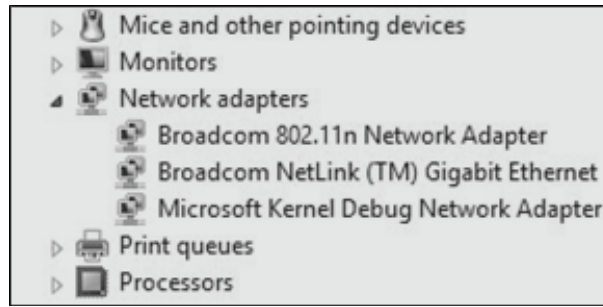 Mice and other pointing devices
Monitors
Network adapters
Broadcom 802.11n Network Adapter
Broadcom NetLink (TM) Gigabit Ethernet
Microsoft Kernel Debug Network Adapter
Print queues
Processors